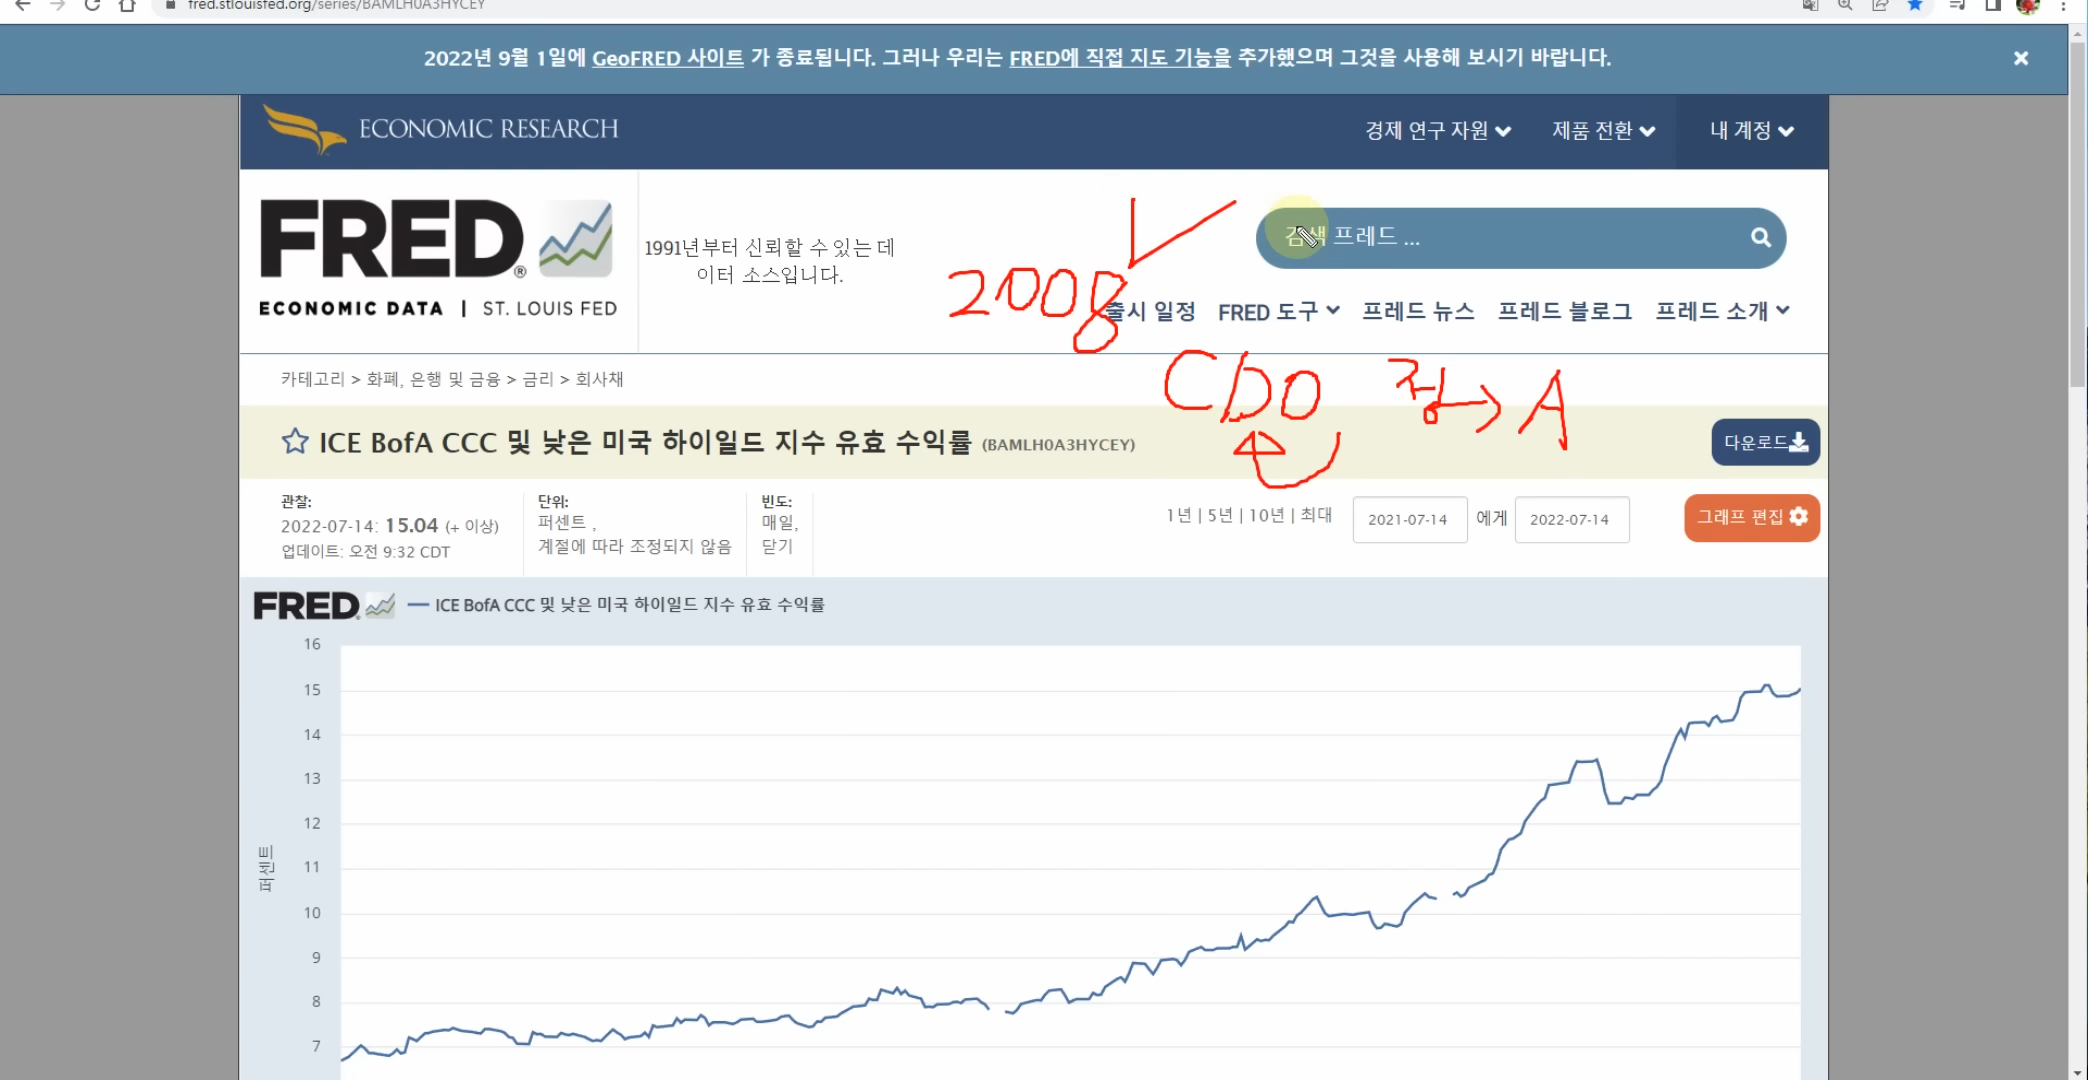 fred.stlouisfed.org/series/BAMLH0A3HYCEY
2022년 9월 1일에 GeoFRED 사이트 가 종료됩니다. 그러나 우리는 FRED에 직접 지도 기능을 추가했으며 그것을 사용해 보시기 바랍니다.
ECONOMIC RESEARCH
경제 연구 자원
제품 전환
내 계정
FRED®
ECONOMIC DATA | ST. LOUIS FED
1991년부터 신뢰할 수 있는 데
이터 소스입니다.
검색 프레드 ...
2008
출시 일정 FRED 도구 프레드 뉴스 프레드 블로그 프레드 소개
카테고리 > 화폐, 은행 및 금융 > 금리 > 회사채
CDO
A
ICE BofA CCC 및 낮은 미국 하이일드 지수 유효 수익률 (BAMLH0A3HYCEY)
다운로드
관찰:
2022-07-14: 15.04 (+ 이상)
업데이트: 오전 9:32 CDT
단위:
퍼센트 ,
계절에 따라 조정되지 않음
빈도:
매일,
닫기
1년 | 5년 | 10년 | 최대
2021-07-14 에게 2022-07-14
그래프 편집
FRED ICE BofA CCC 및 낮은 미국 하이일드 지수 유효 수익률
16
15
14
13
12
11
10
9
8
7
퍼센트